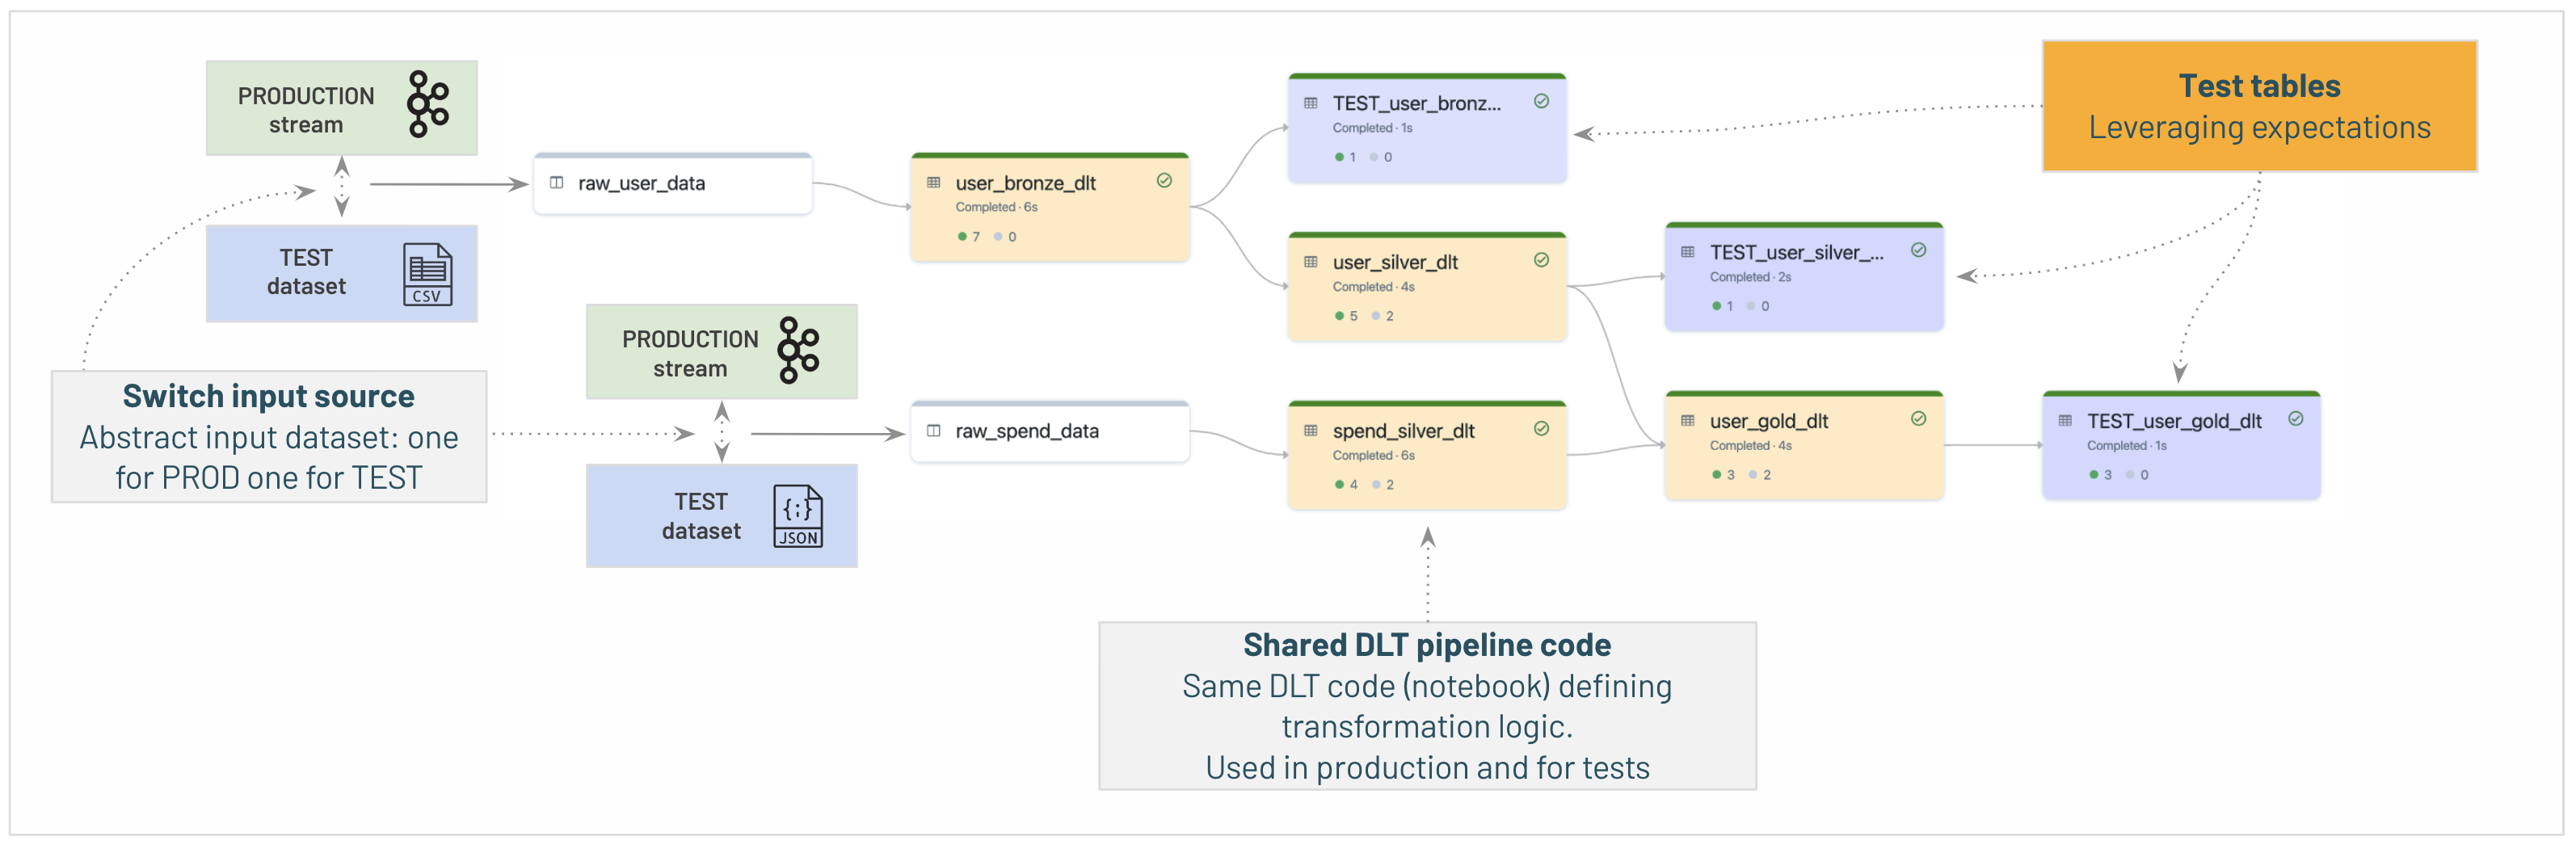 PRODUCTION
stream
TEST
dataset
CSV
Switch input source
Abstract input dataset: one
for PROD one for TEST
PRODUCTION
stream
TEST
dataset
{;}
JSON
raw_user_data
raw_spend_data
user_bronze_dlt
Completed · 6s
7 0
TEST_user_bronz...
Completed · 1s
1 0
user_silver_dlt
Completed · 4s
5 2
spend_silver_dlt
Completed · 6s
4 2
TEST_user_silver_...
Completed · 2s
1 0
user_gold_dlt
Completed · 4s
3 2
TEST_user_gold_dlt
Completed · 1s
3 0
Test tables
Leveraging expectations
Shared DLT pipeline code
Same DLT code (notebook) defining
transformation logic.
Used in production and for tests